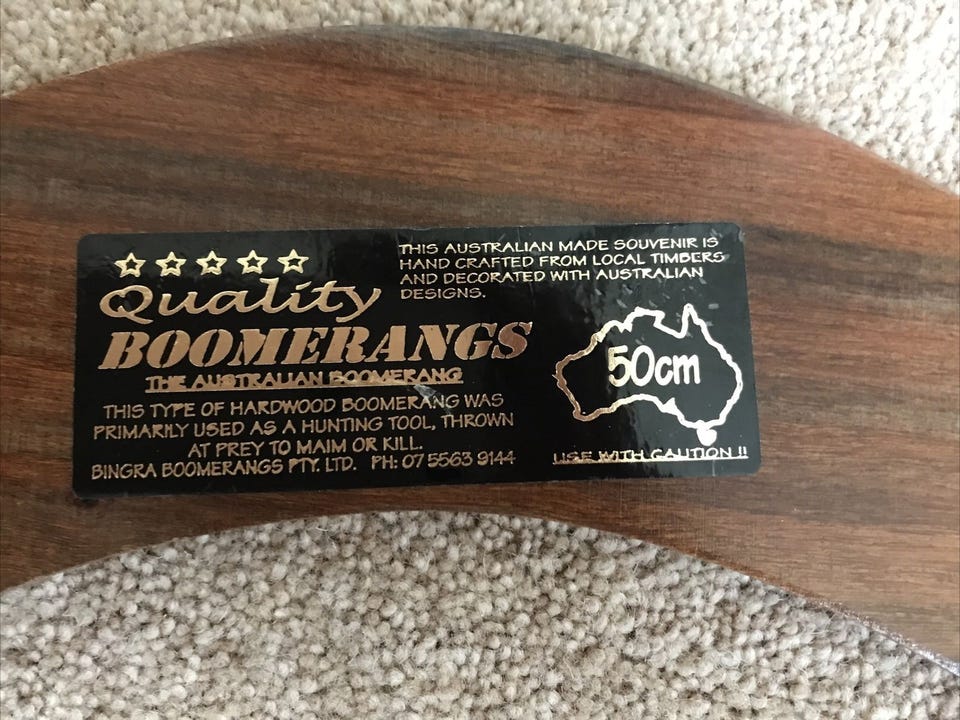 Quality
BOOMERANGS
THE AUSTRALIAN BOOMERANG
THIS TYPE OF HARDWOOD BOOMERANG WAS
PRIMARILY USED AS A HUNTING TOOL, THROWN
AT PREY TO MAIM OR KILL.
BINGRA BOOMERANGS PTY. LTD. PH: 07 5563 9144
THIS AUSTRALIAN MADE SOUVENIR IS
HAND CRAFTED FROM LOCAL TIMBERS
AND DECORATED WITH AUSTRALIAN
DESIGNS.
50cm
USE WITH CAUTION !!